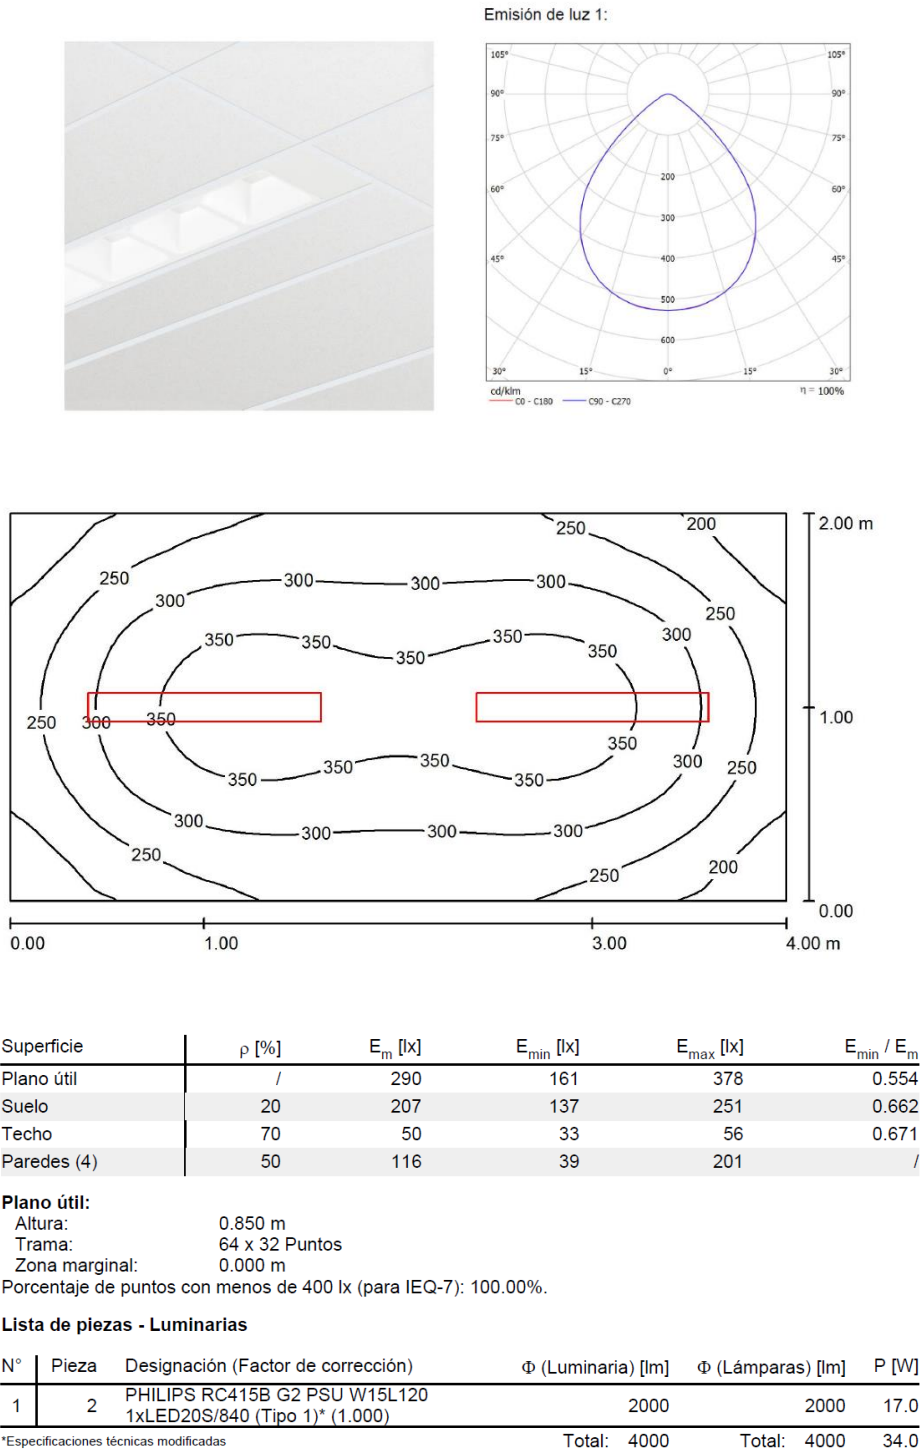 Emisión de luz 1:
105° 105°
90° 90°
75° 75°
200
60° 60°
300
45° 400 45°
500
600
30° 15° 0° 15° 30°
cd/klm η = 100%
C0 - C180 C90 - C270
250 200 2.00 m
250 300 300 300 250
300 350 350 350 300
350 350
250 300 350 1.00
350
350 350 350 350 300 250
300 300 300 300
250 250 200
0.00
0.00 1.00 3.00 4.00 m
Superficie ρ [%] Em [lx] Emin [lx] Emax [lx] Emin / Em
Plano útil / 290 161 378 0.554
Suelo 20 207 137 251 0.662
Techo 70 50 33 56 0.671
Paredes (4) 50 116 39 201 /
Plano útil:
Altura: 0.850 m
Trama: 64 x 32 Puntos
Zona marginal: 0.000 m
Porcentaje de puntos con menos de 400 lx (para IEQ-7): 100.00%.
Lista de piezas - Luminarias
N° Pieza Designación (Factor de corrección) Φ (Luminaria) [lm] Φ (Lámparas) [lm] P [W]
1 2 PHILIPS RC415B G2 PSU W15L120
1xLED20S/840 (Tipo 1)* (1.000) 2000 2000 17.0
*Especificaciones técnicas modificadas Total: 4000 Total: 4000 34.0